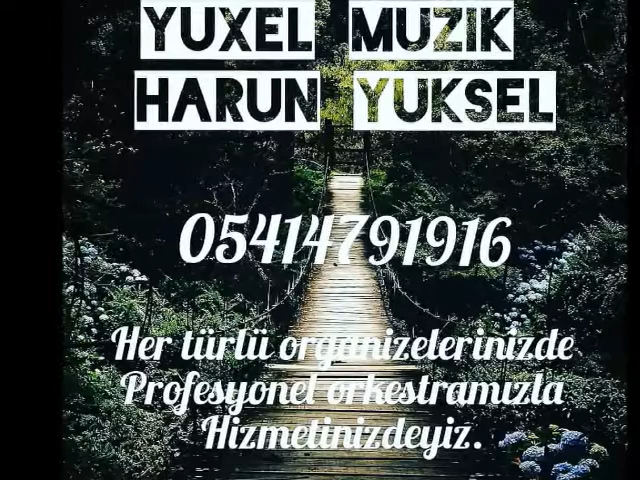 YUXEL MUZIK
HARUN YUKSEL
05414791916
Her türlü organizelerinizde
Profesyonel orkestramızla
Hizmetinizdeyiz.